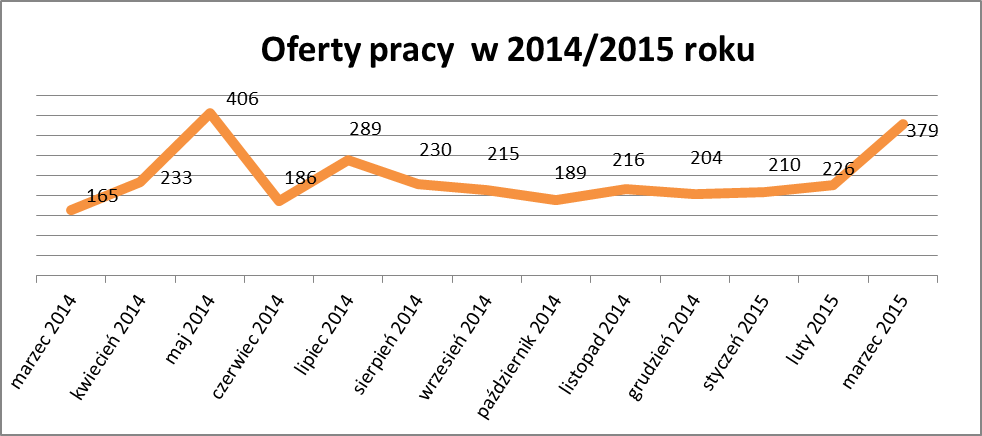 Oferty pracy w 2014/2015 roku
406
379
289
230
215
216
204
210
226
233
186
189
165
marzec 2014
kwiecień 2014
maj 2014
czerwiec 2014
lipiec 2014
sierpień 2014
wrzesień 2014
październik 2014
listopad 2014
grudzień 2014
styczeń 2015
luty 2015
marzec 2015